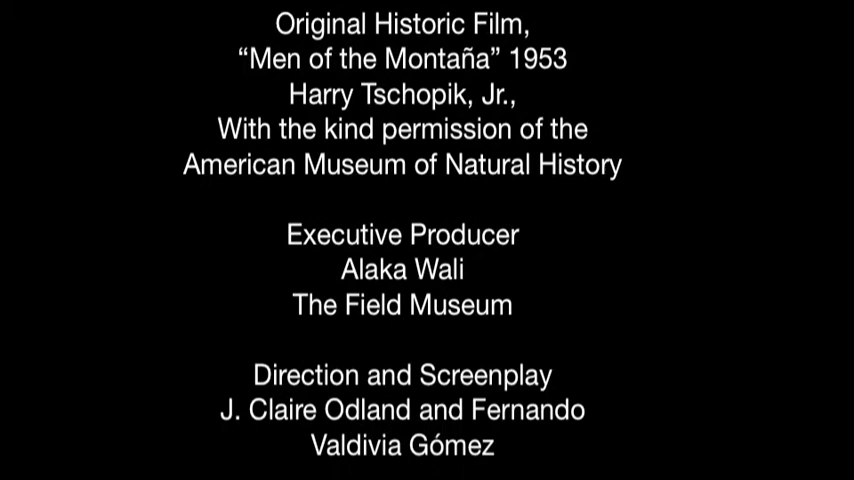 Original Historic Film,
“Men of the Montaña” 1953
Harry Tschopik, Jr.,
With the kind permission of the
American Museum of Natural History
Executive Producer
Alaka Wali
The Field Museum
Direction and Screenplay
J. Claire Odland and Fernando
Valdivia Gómez